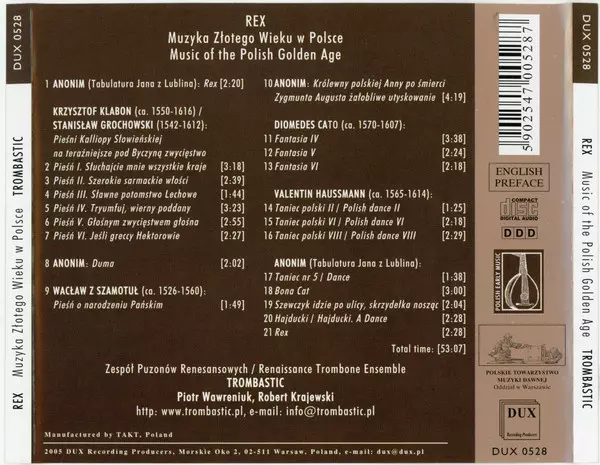 DUX 0528
REX Muzyka Złotego Wieku w Polsce TROMBASTIC
REX
Muzyka Złotego Wieku w Polsce
Music of the Polish Golden Age
1 ANONIM (Tabulatura Jana z Lublina): Rex [2:20]
KRZYSZTOF KLABON (ca. 1550-1616) /
STANISŁAW GROCHOWSKI (1542-1612):
Pieśni Kalliopy Słowieńskiej
na teraźniejsze pod Byczyną zwycięstwo
2 Pieśń I. Słuchajcie mnie wszystkie kraje [3:18]
3 Pieśń II. Szerokie sarmackie włości [2:39]
4 Pieśń III. Sławne potomstwo Lechowe [1:44]
5 Pieśń IV. Tryumfuj, wierny poddany [3:23]
6 Pieśń V. Głośnym zwycięstwem głośna [2:55]
7 Pieśń VI. Jeśli greccy Hektorowie [2:27]
8 ANONIM: Duma [2:02]
9 WACŁAW Z SZAMOTUŁ (ca. 1526-1560):
Pieśń o narodzeniu Pańskim [1:49]
10 ANONIM: Królewny polskiej Anny po śmierci
Zygmunta Augusta żałobliwe utyskowanie [4:19]
DIOMEDES CATO (ca. 1570-1607):
11 Fantasia IV [3:38]
12 Fantasia V [2:24]
13 Fantasia VI [2:18]
VALENTIN HAUSSMANN (ca. 1565-1614):
14 Taniec polski II / Polish dance II [1:25]
15 Taniec polski VI / Polish dance VI [2:18]
16 Taniec polski VIII / Polish dance VIII [2:29]
ANONIM (Tabulatura Jana z Lublina):
17 Taniec nr 5 / Dance [1:38]
18 Bona Cat [3:00]
19 Szewczyk idzie po ulicy, skrzydełka nosząc [2:04]
20 Hajducki / Hajducki. A Dance [2:28]
21 Rex [2:28]
Total time: [53:07]
Zespół Puzonów Renesansowych / Renaissance Trombone Ensemble
TROMBASTIC
Piotr Wawreniuk, Robert Krajewski
http: www.trombastic.pl, e-mail: info@trombastic.pl
Manufactured by TAKT, Poland
2005 DUX Recording Producers, Morskie Oko 2, 02-511 Warsaw, Poland, e-mail: dux@dux.pl
5 902547 005287
ENGLISH
PREFACE
COMPACT
disc
DIGITAL AUDIO
DDD
POLISH EARLY MUSIC
POLSKIE TOWARZYSTWO
MUZYKI DAWNEJ
Oddział w Warszawie
DUX
Recording Producers
DUX 0528
DUX 0528
REX Music of the Polish Golden Age TROMBASTIC